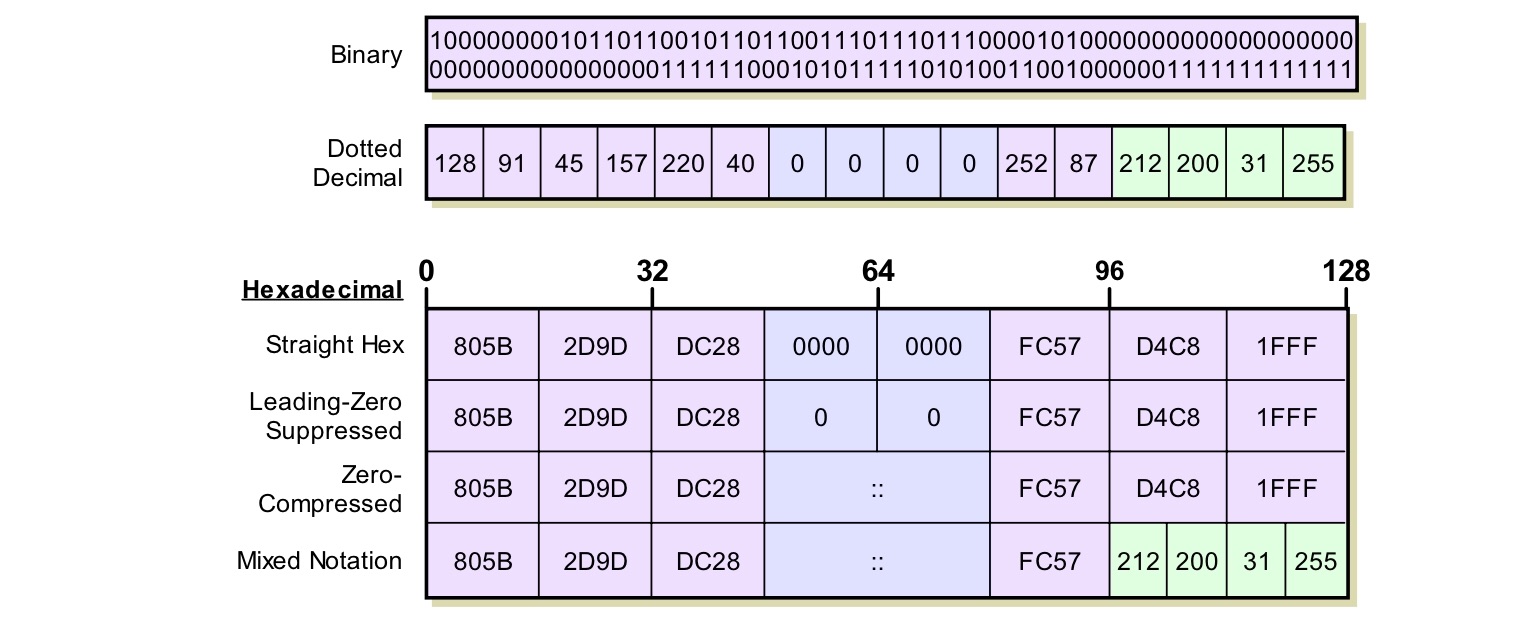 Binary
1000000001011011001011011001110111011100001010000000000000000000
0000000000000000111111000101011111010100110010000001111111111111
Dotted
Decimal
128 91 45 157 220 40 0 0 0 0 252 87 212 200 31 255
0 32 64 96 128
Hexadecimal
Straight Hex 805B 2D9D DC28 0000 0000 FC57 D4C8 1FFF
Leading-Zero
Suppressed
805B 2D9D DC28 0 0 FC57 D4C8 1FFF
Zero-
Compressed
805B 2D9D DC28 :: FC57 D4C8 1FFF
Mixed Notation 805B 2D9D DC28 :: FC57 212 200 31 255